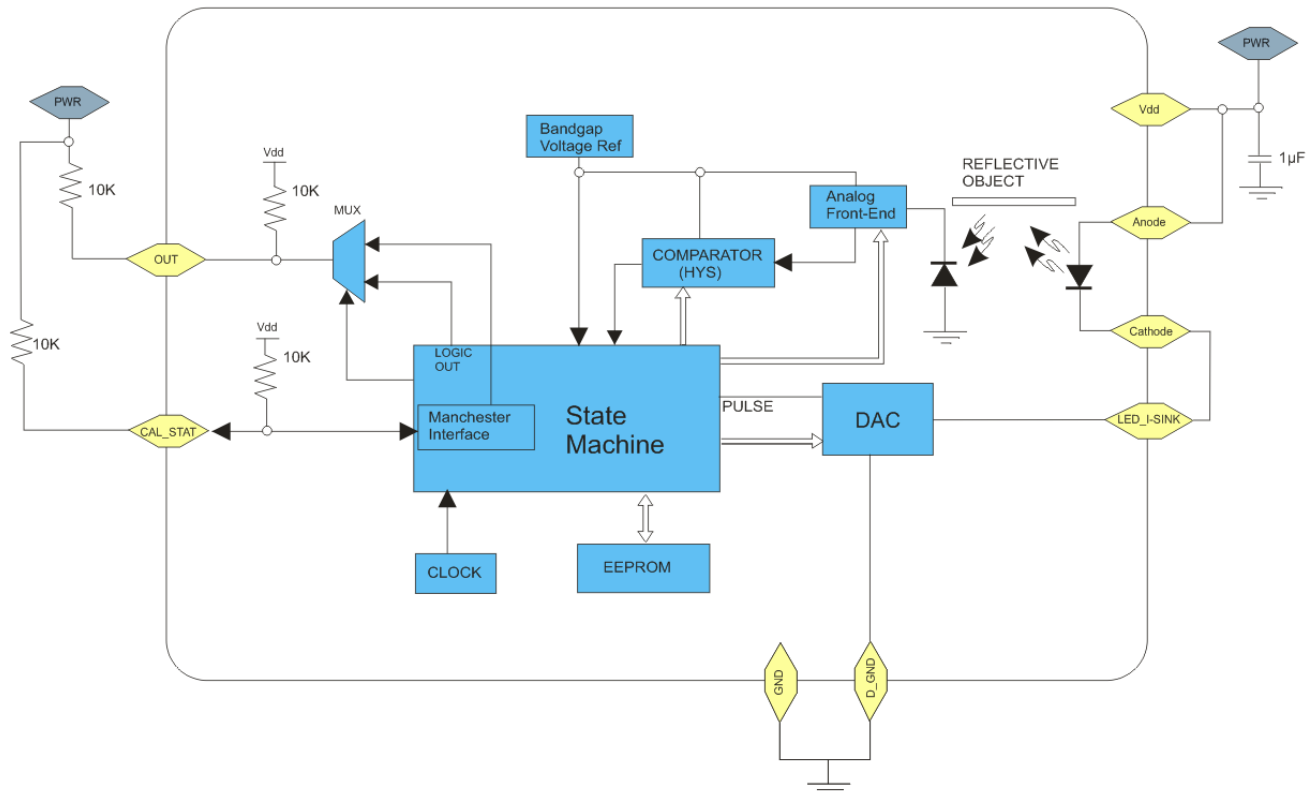 PWR
PWR
Vdd
1µF
10K
Vdd
10K
MUX
Bandgap
Voltage Ref
REFLECTIVE
OBJECT
Analog
Front-End
Anode
OUT
COMPARATOR
(HYS)
Cathode
10K
Vdd
10K
LOGIC
OUT
State
Machine
Manchester
Interface
PULSE
DAC
LED_I-SINK
CAL_STAT
CLOCK
EEPROM
GND
D_GND